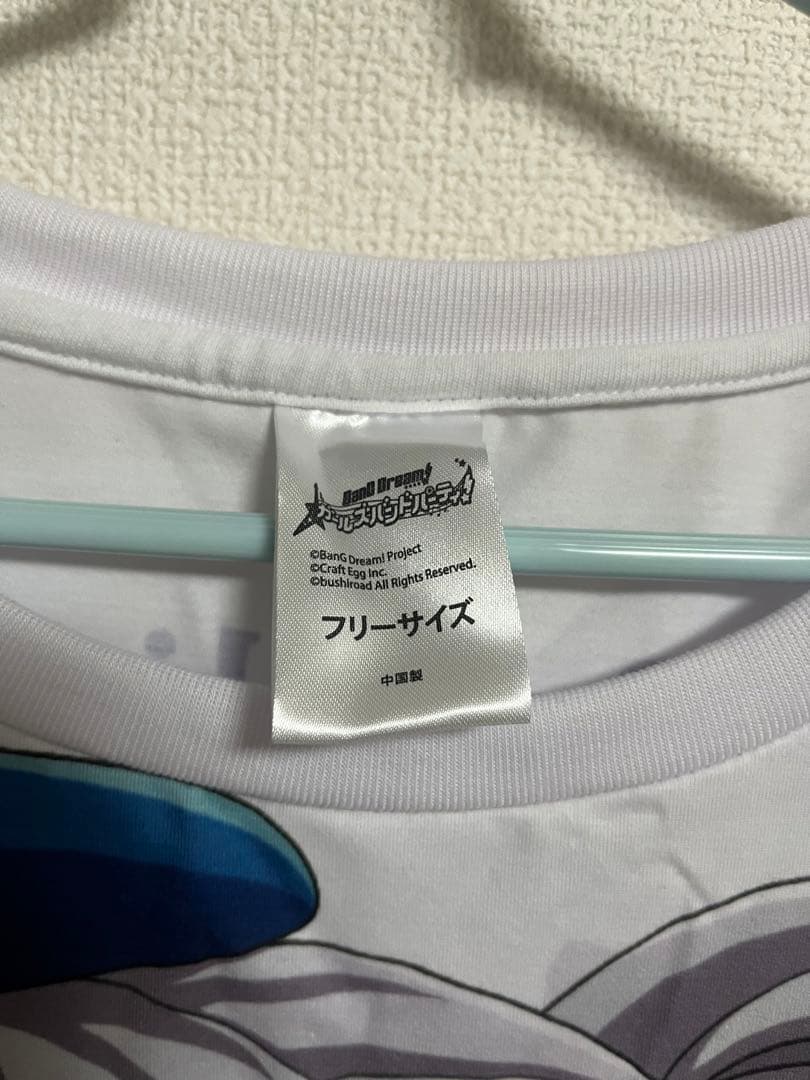 BanG Dream!
ガールズバンドパーティ!
©BanG Dream! Project
©Craft Egg Inc.
©bushiroad All Rights Reserved.
フリーサイズ
中国製